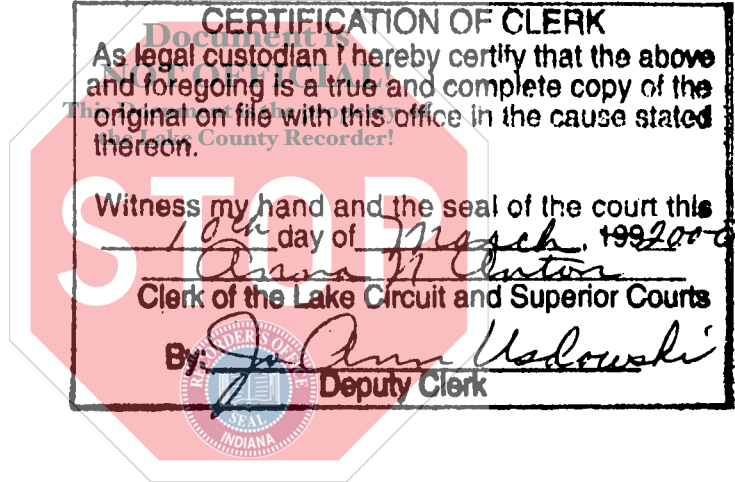 CERTIFICATION OF CLERK
Document is
As legal custodian I hereby certify that the above
NOT OFFICIAL!
and foregoing is a true and complete copy of the
This Document is the property of
original on file with this office in the cause stated
the Lake County Recorder!
thereon.
STOP
Witness my hand and the seal of the court this
10th day of March, 199 2000
Anna N Anton
Clerk of the Lake Circuit and Superior Courts
By: Jo Ann Usdowski
Deputy Clerk
RECORDER'S OFFICE
SEAL
INDIANA